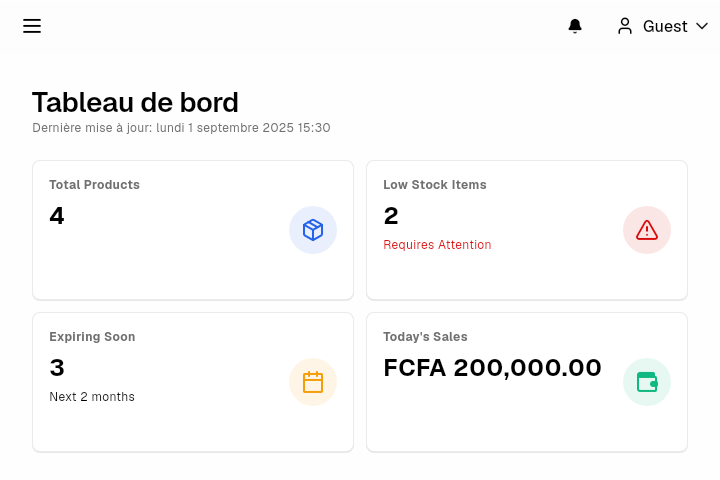 Guest
Tableau de bord
Dernière mise à jour: lundi 1 septembre 2025 15:30
Total Products
4
Low Stock Items
2
Requires Attention
Expiring Soon
3
Next 2 months
Today's Sales
FCFA 200,000.00